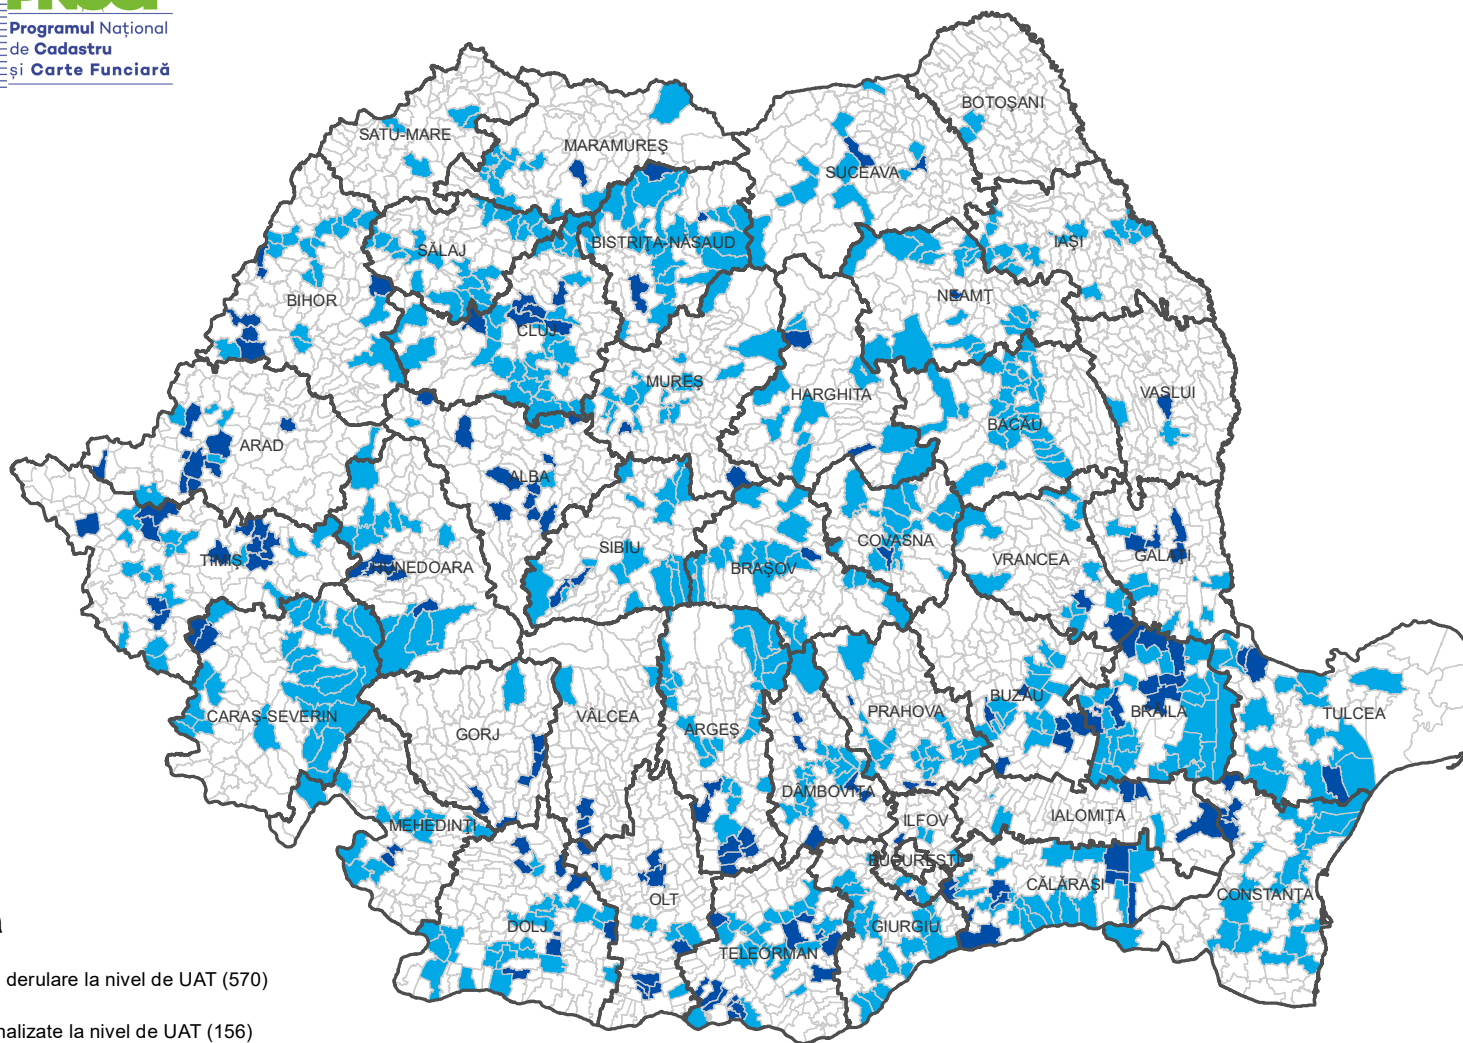 Programul Național
de Cadastru
și Carte Funciară
BOTOȘANI
SATU-MARE
MARAMUREȘ
SUCEAVA
IAȘI
SĂLAJ
BISTRIȚA-NĂSAUD
BIHOR
NEAMȚ
CLUJ
MUREȘ
HARGHITA
VASLUI
BACĂU
ARAD
ALBA
COVASNA
SIBIU
TIMIȘ
HUNEDOARA
BRAȘOV
VRANCEA
GALAȚI
BUZĂU
BRAILA
TULCEA
CARAȘ-SEVERIN
GORJ
VÂLCEA
ARGEȘ
PRAHOVA
DÂMBOVIȚA
IALOMIȚA
MEHEDINȚI
ILFOV
BUCUREȘTI
CĂLĂRAȘI
CONSTANȚA
OLT
DOLJ
GIURGIU
TELEORMAN
derulare la nivel de UAT (570)
nalizate la nivel de UAT (156)